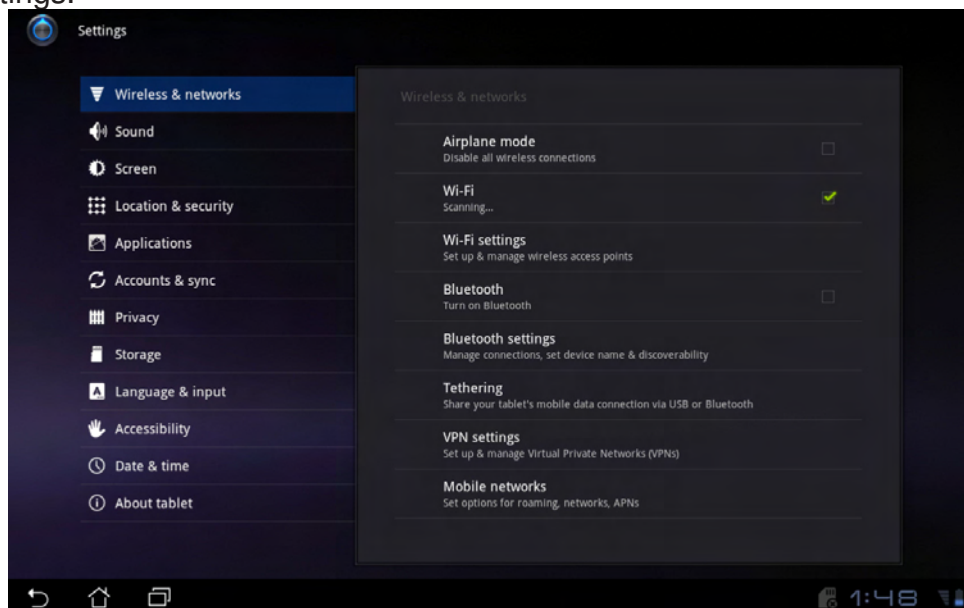 tings.
Settings
Wireless & networks
Sound
Screen
Location & security
Applications
Accounts & sync
Privacy
Storage
Language & input
Accessibility
Date & time
About tablet
Wireless & networks
Airplane mode
Disable all wireless connections
Wi-Fi
Scanning...
Wi-Fi settings
Set up & manage wireless access points
Bluetooth
Turn on Bluetooth
Bluetooth settings
Manage connections, set device name & discoverability
Tethering
Share your tablet's mobile data connection via USB or Bluetooth
VPN settings
Set up & manage Virtual Private Networks (VPNs)
Mobile networks
Set options for roaming, networks, APNs
1:48